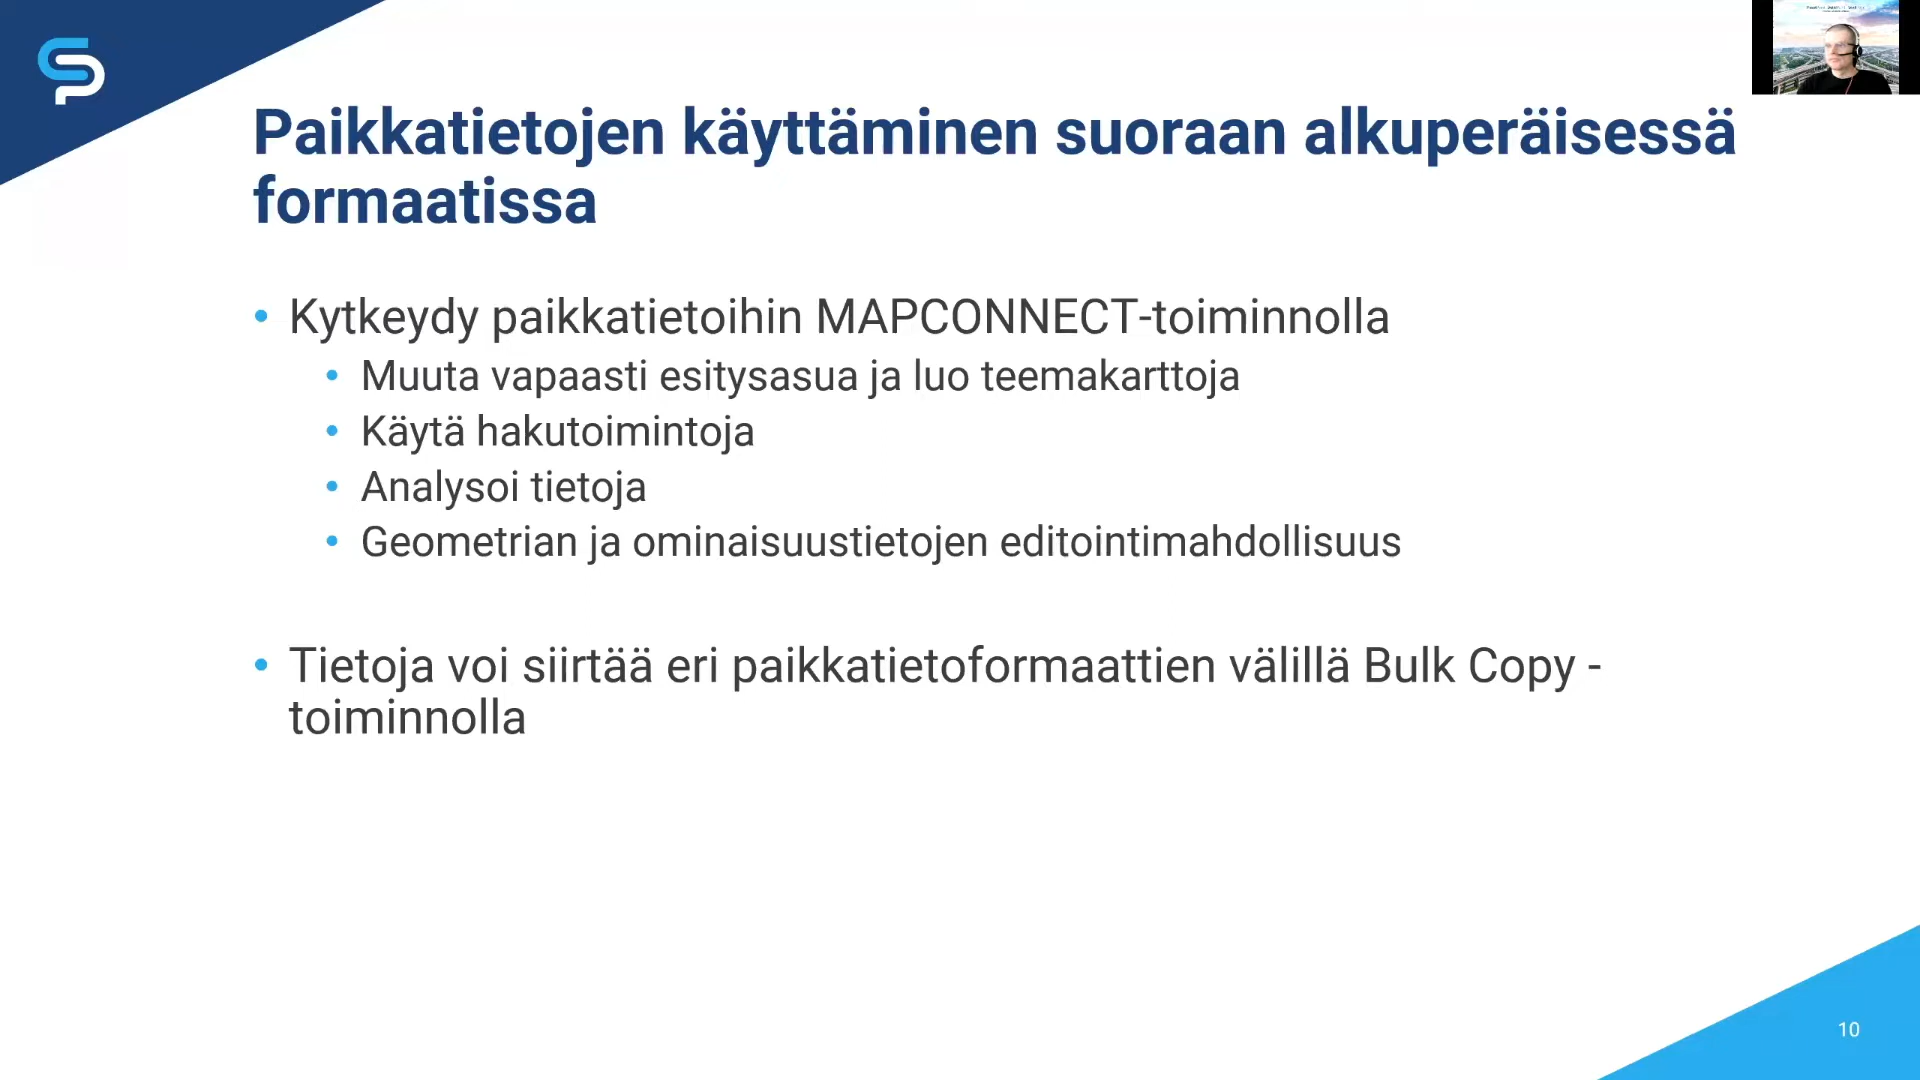 Paikkatietojen käyttäminen suoraan alkuperäisessä
formaatissa
• Kytkeydy paikkatietoihin MAPCONNECT-toiminnolla
• Muuta vapaasti esitysasua ja luo teemakarttoja
• Käytä hakutoimintoja
• Analysoi tietoja
• Geometrian ja ominaisuustietojen editointimahdollisuus
• Tietoja voi siirtää eri paikkatietoformaattien välillä Bulk Copy -
toiminnolla
10